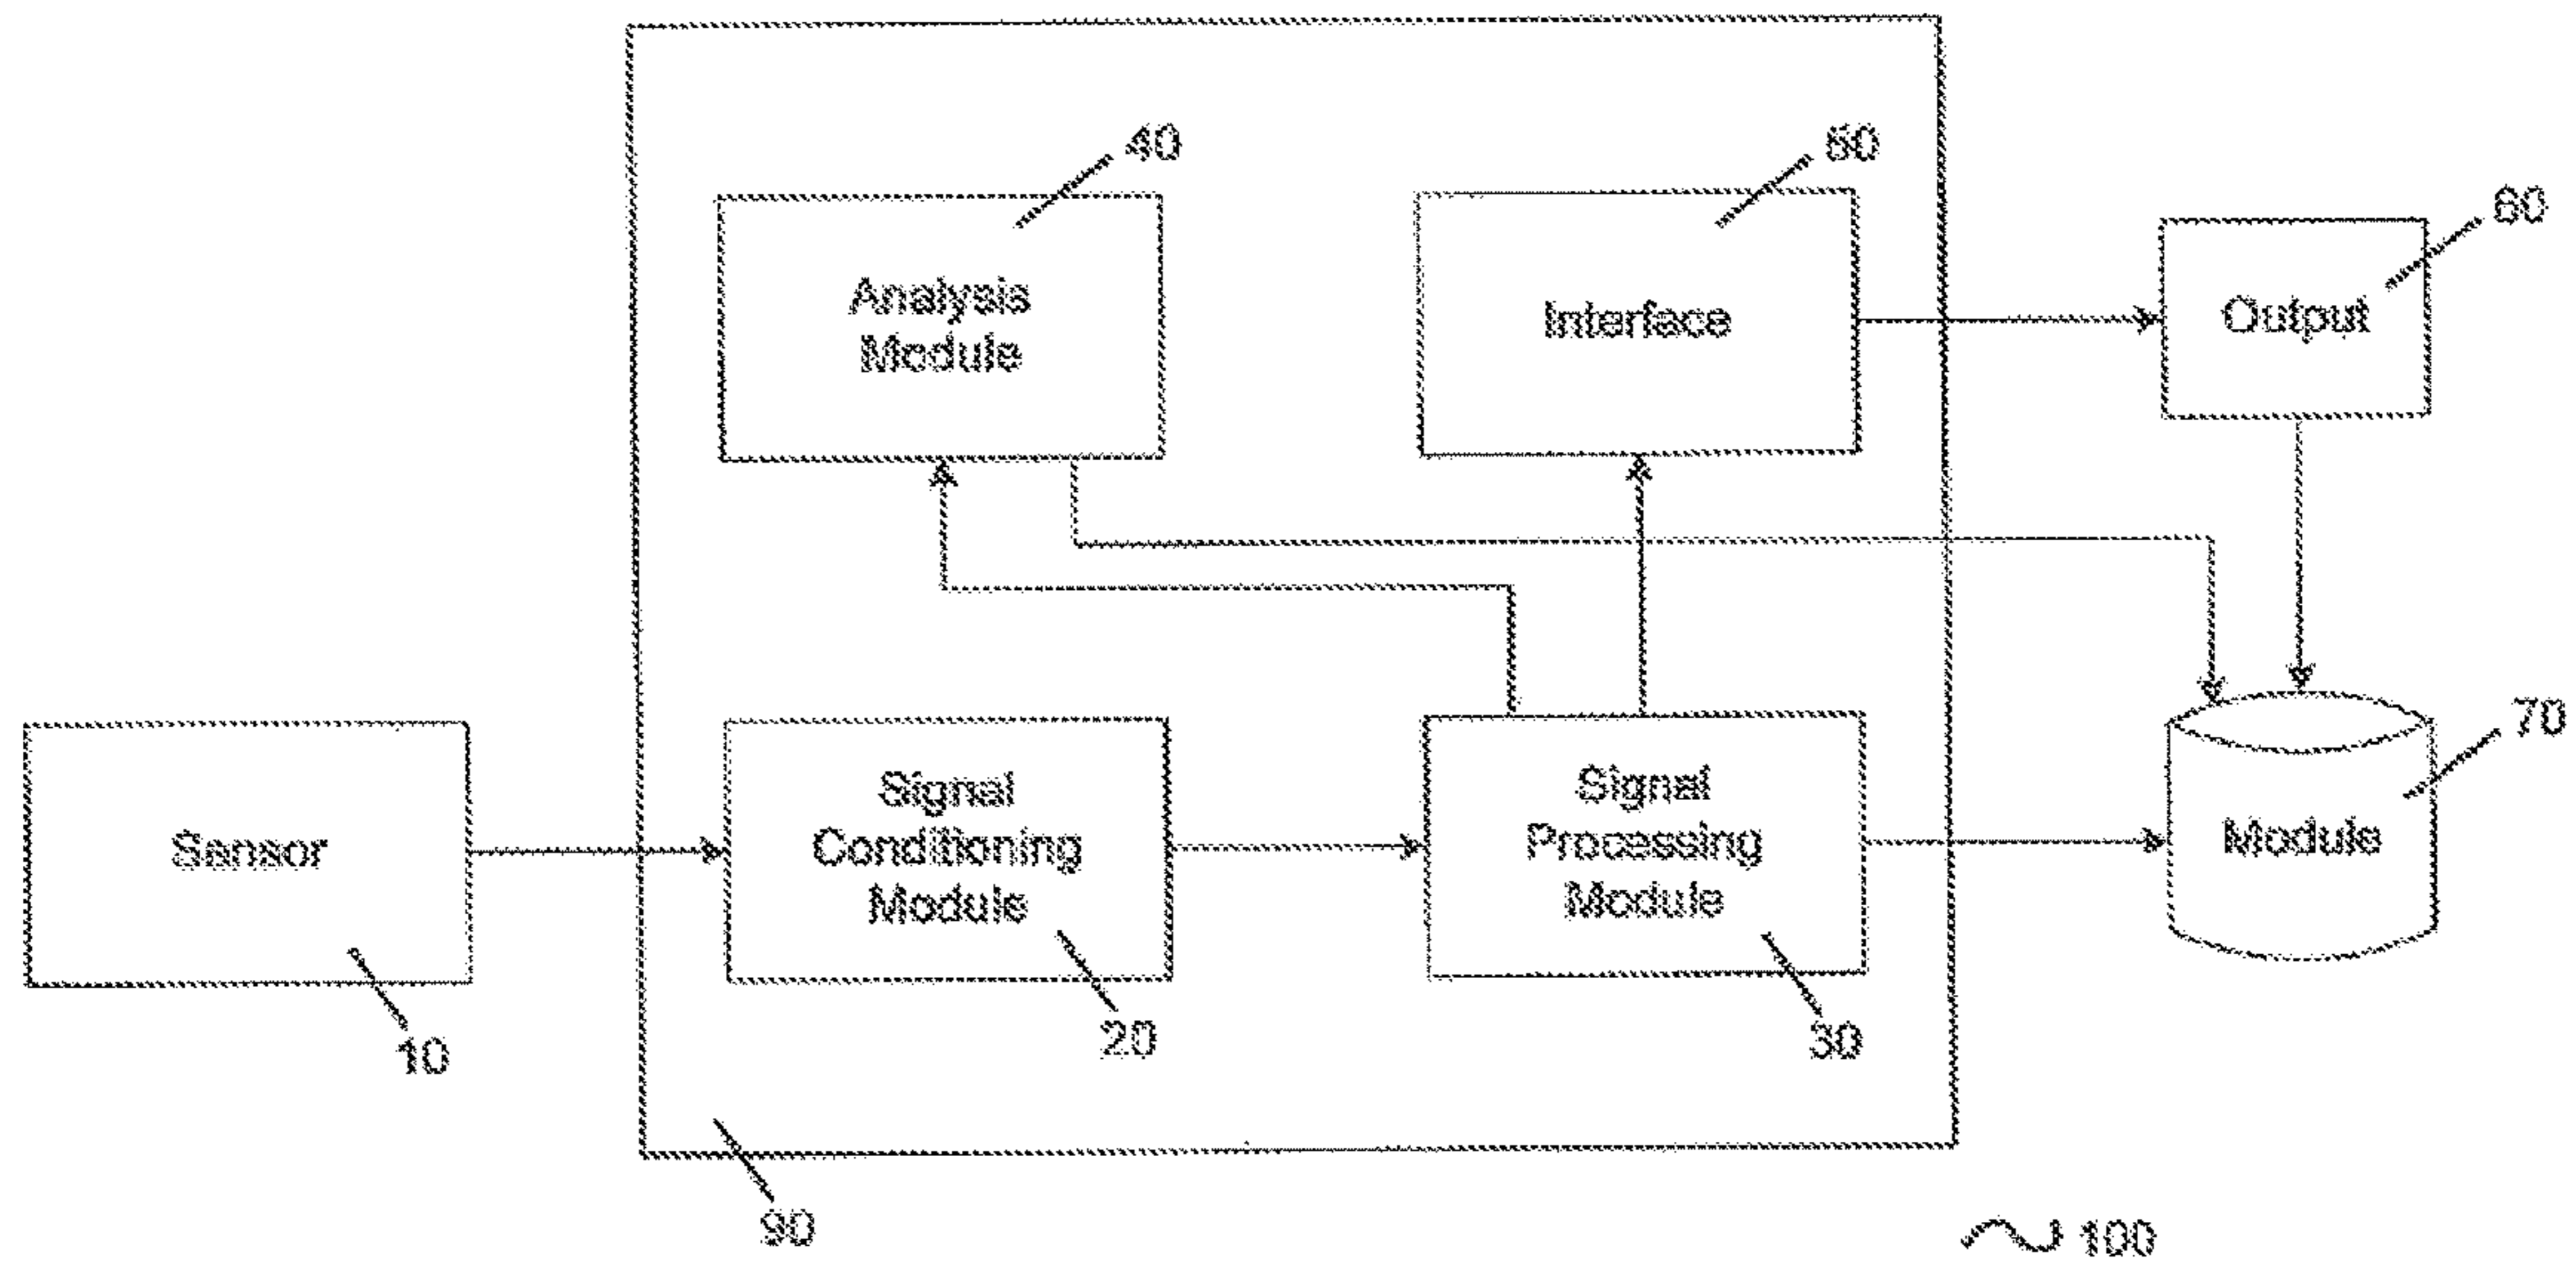 40
Analysis
Module
Interface
60
Output
Sensor
10
Signal
Conditioning
Module
20
Signal
Processing
Module
30
70
Module
90
100